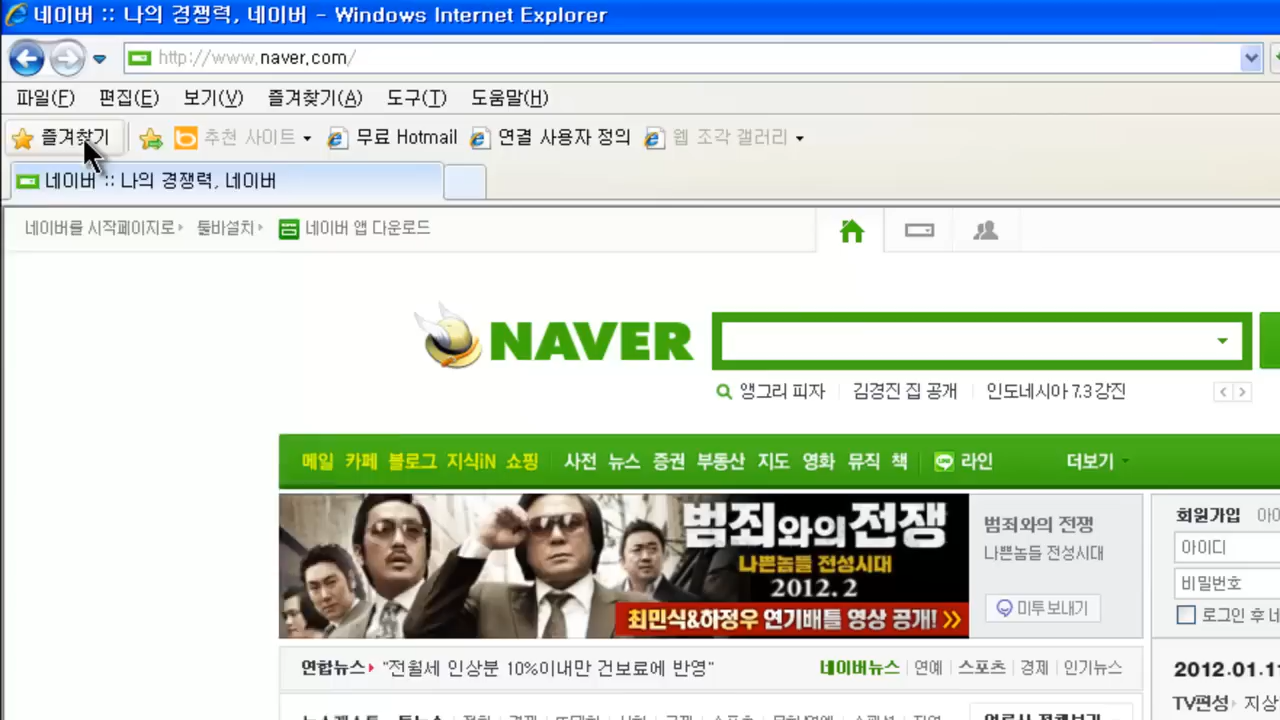 네이버 :: 나의 경쟁력, 네이버 - Windows Internet Explorer
http://www.naver.com/
파일(F) 편집(E) 보기(V) 즐겨찾기(A) 도구(T) 도움말(H)
즐겨찾기 추천 사이트 무료 Hotmail 연결 사용자 정의 웹 조각 갤러리
네이버 :: 나의 경쟁력, 네이버
네이버를 시작페이지로 툴바설치 네이버 앱 다운로드
NAVER
앵그리 피자 김경진 집 공개 인도네시아 7.3강진
메일 카페 블로그 지식iN 쇼핑 사전 뉴스 증권 부동산 지도 영화 뮤직 책 라인 더보기
범죄와의 전쟁
나쁜놈들 전성시대
2012. 2
최민식&하정우 연기배틀 영상 공개!
범죄와의 전쟁
나쁜놈들 전성시대
미투 보내기
회원가입
아이디
비밀번호
로그인 후
연합뉴스 "전월세 인상분 10%이내만 건보료에 반영"
네이버뉴스 연예 스포츠 경제 인기뉴스
2012.01.11
TV편성 지상